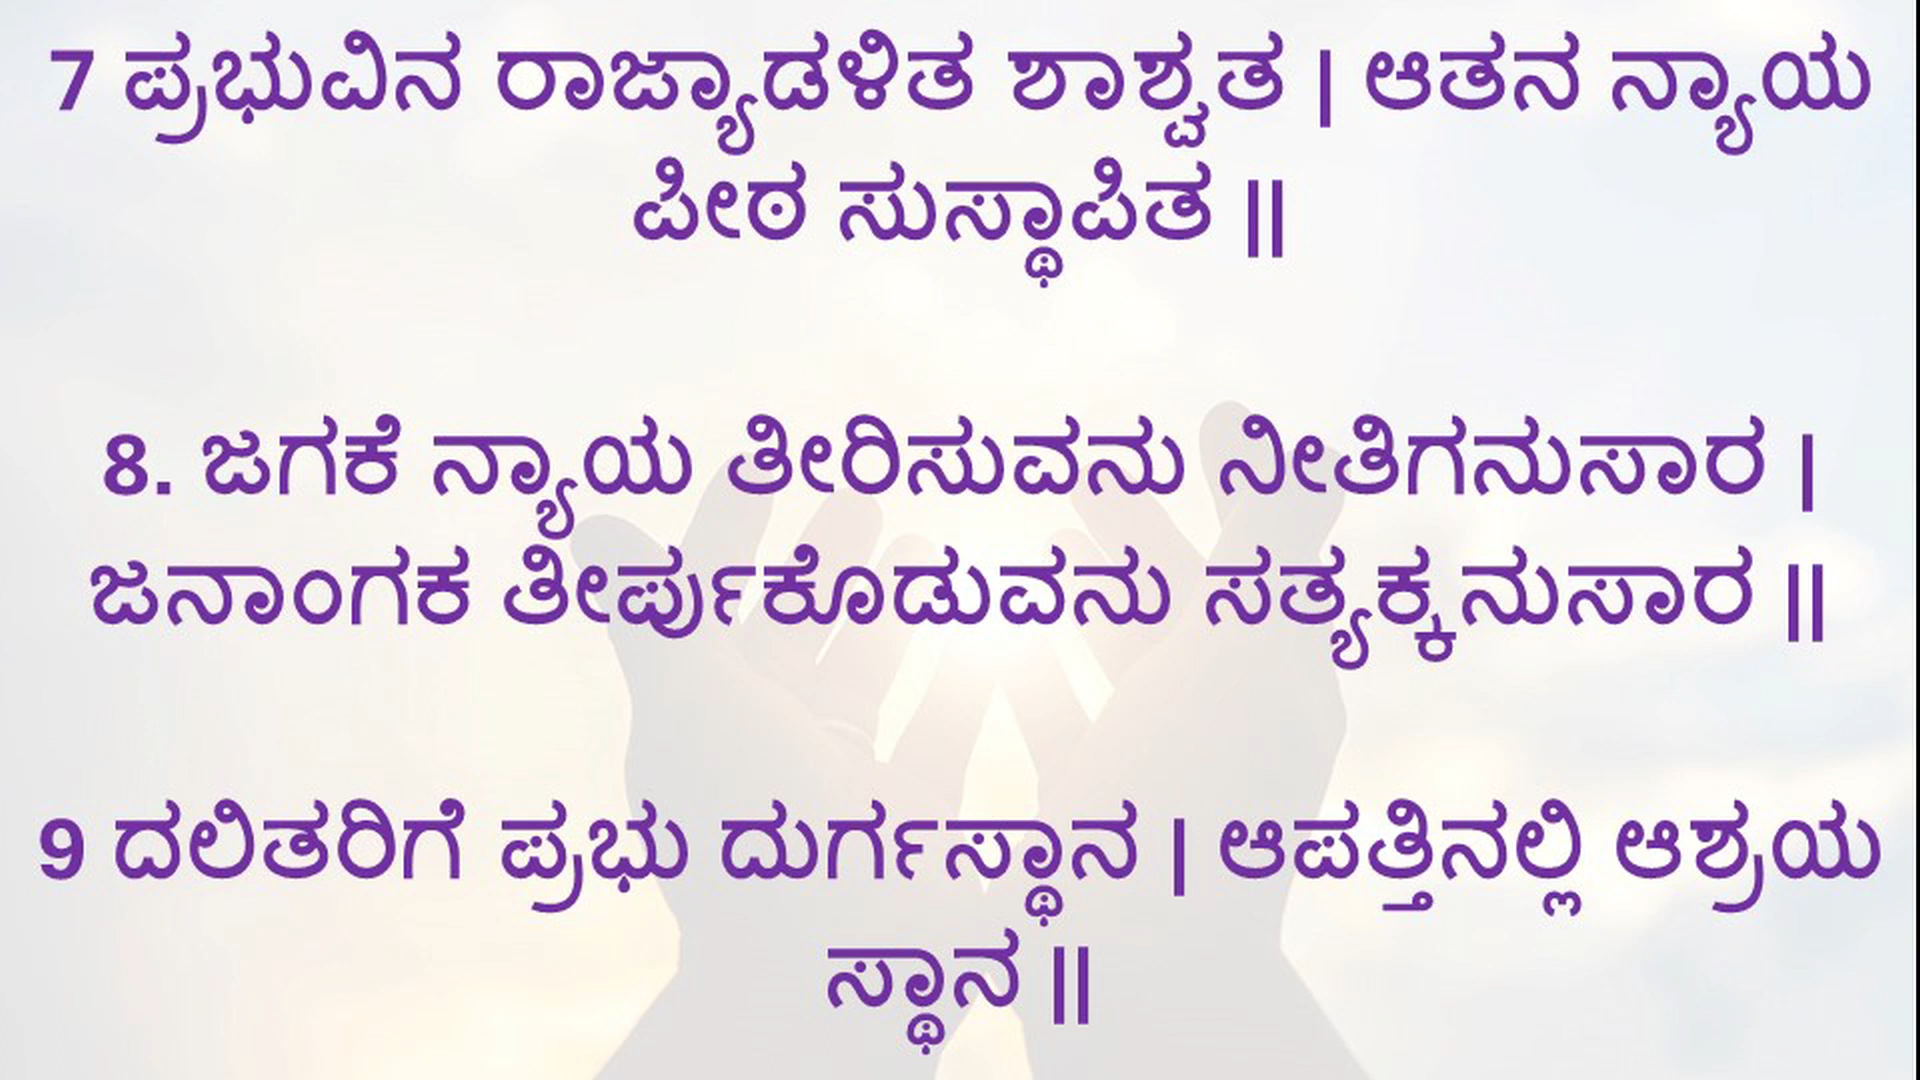 7 ಪ್ರಭುವಿನ ರಾಜ್ಯಾಡಳಿತ ಶಾಶ್ವತ | ಆತನ ನ್ಯಾಯ
ಪೀಠ ಸುಸ್ಥಾಪಿತ ||
8. ಜಗಕೆ ನ್ಯಾಯ ತೀರಿಸುವನು ನೀತಿಗನುಸಾರ |
ಜನಾಂಗಕ ತೀರ್ಪುಕೊಡುವನು ಸತ್ಯಕ್ಕನುಸಾರ ||
9 ದಲಿತರಿಗೆ ಪ್ರಭು ದುರ್ಗಸ್ಥಾನ | ಆಪತ್ತಿನಲ್ಲಿ ಆಶ್ರಯ
ಸ್ಥಾನ ||